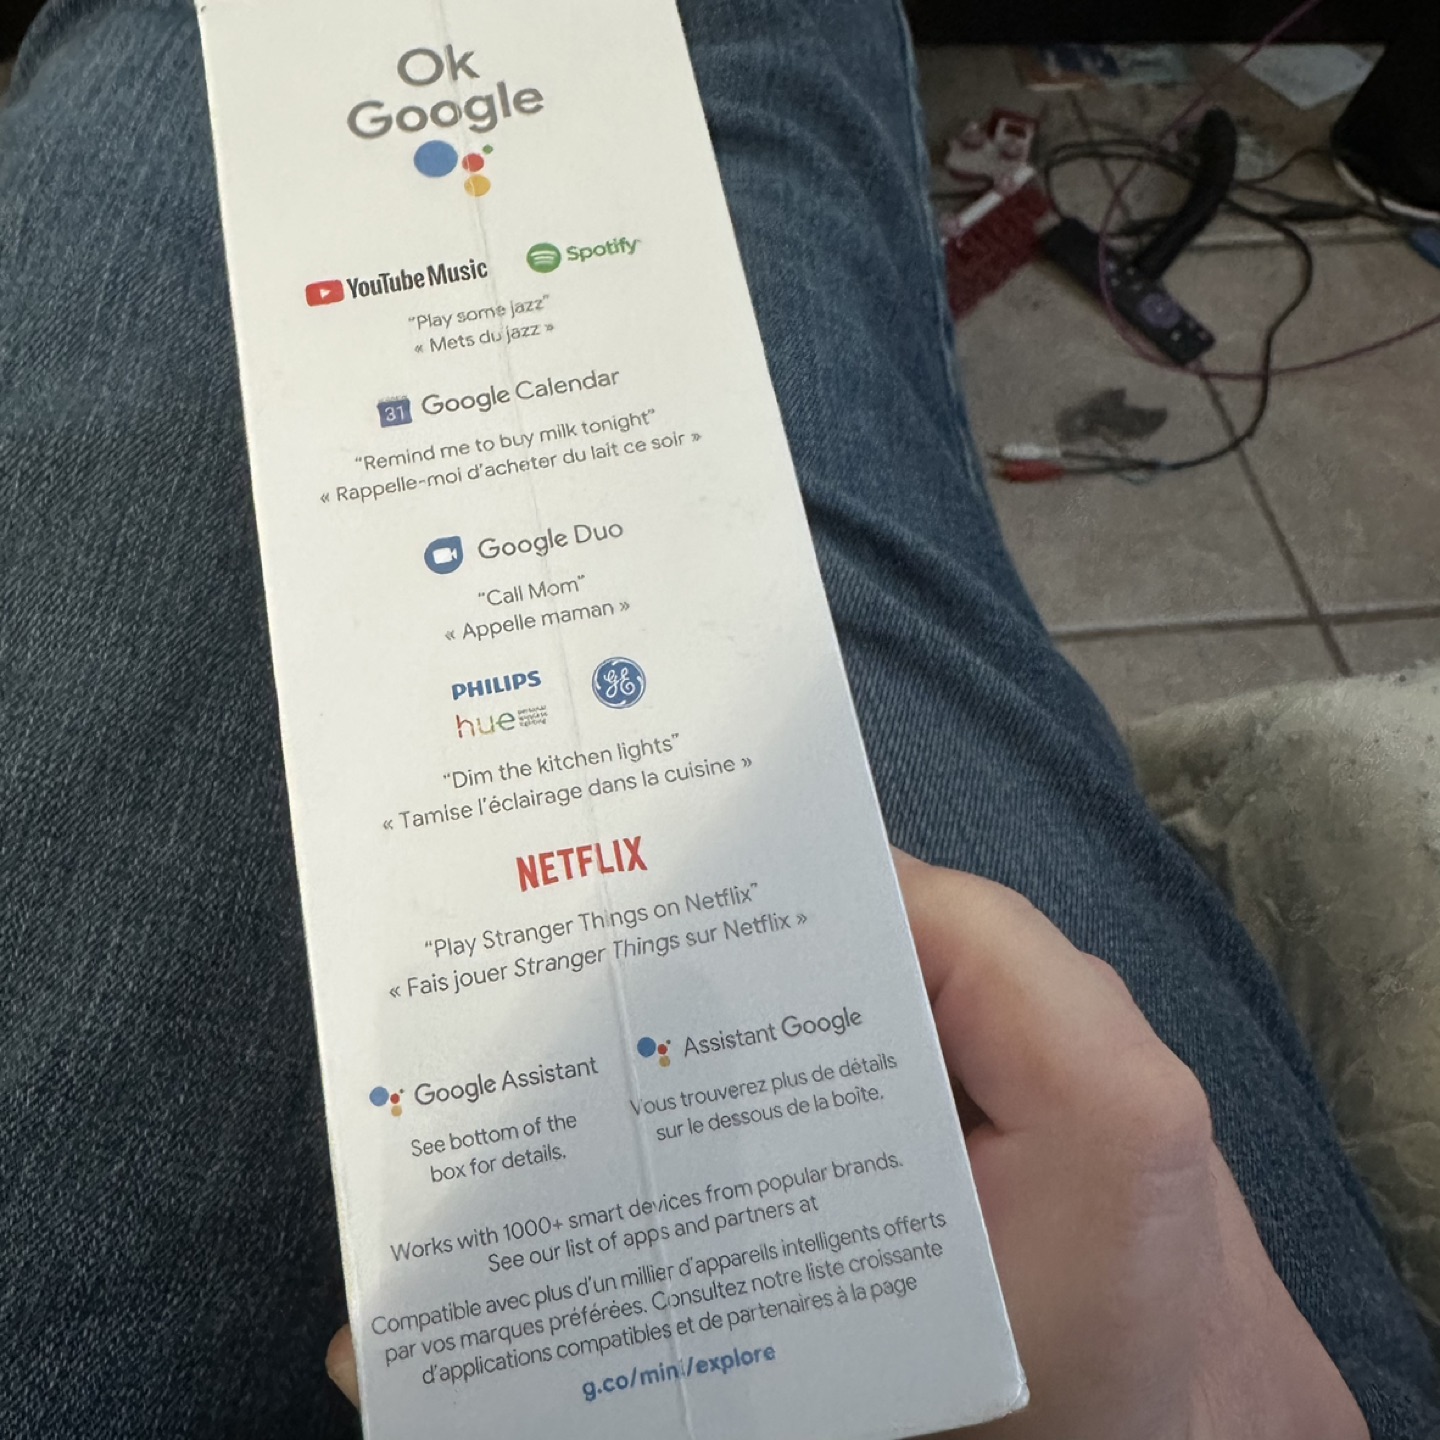 Ok
Google
YouTube Music
Spotify
“Play some jazz”
« Mets du jazz »
31
Google Calendar
“Remind me to buy milk tonight”
« Rappelle-moi d'acheter du lait ce soir »
Google Duo
“Call Mom”
« Appelle maman »
PHILIPS
hue
GE
“Dim the kitchen lights”
« Tamise l'éclairage dans la cuisine »
NETFLIX
“Play Stranger Things on Netflix”
« Fais jouer Stranger Things sur Netflix »
Google Assistant
See bottom of the
box for details.
Assistant Google
Vous trouverez plus de détails
sur le dessous de la boîte.
Works with 1000+ smart devices from popular brands.
See our list of apps and partners at
Compatible avec plus d'un millier d'appareils intelligents offerts
par vos marques préférées. Consultez notre liste croissante
d'applications compatibles et de partenaires à la page
g.co/mini/explore